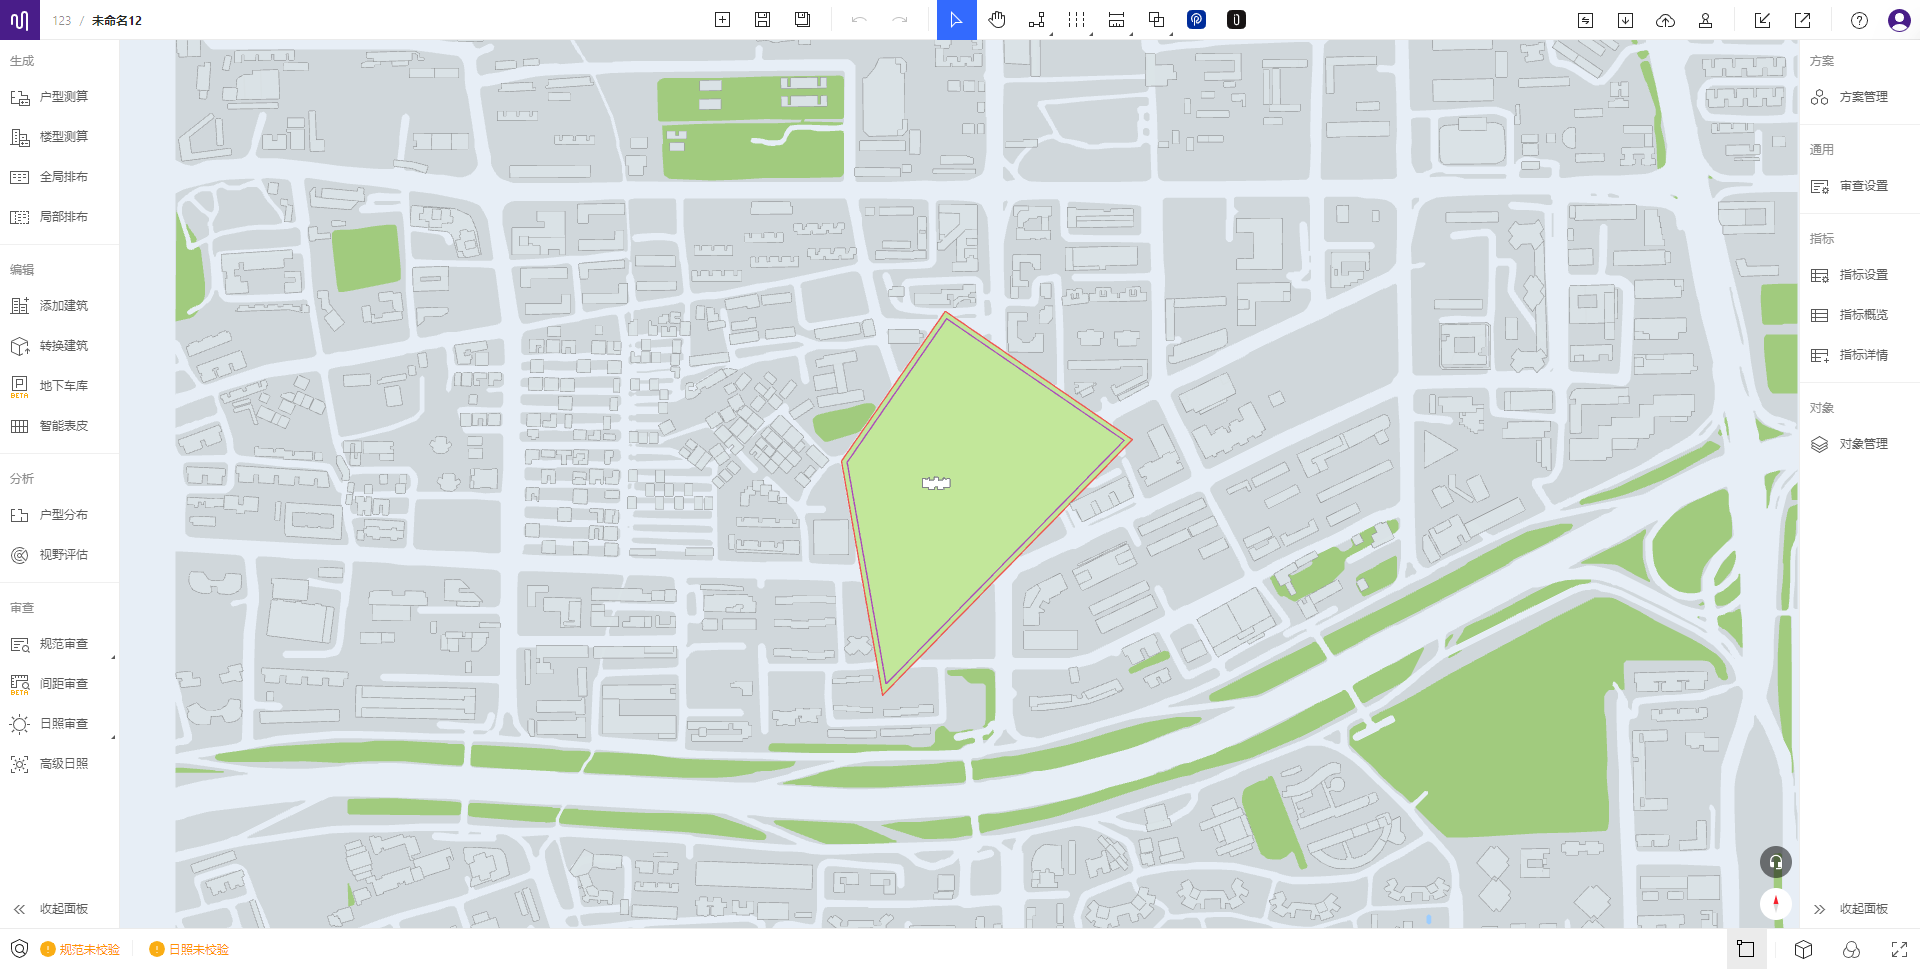 123 / 未命名12
生成
户型测算
楼型测算
全局排布
局部排布
编辑
添加建筑
转换建筑
地下车库
BETA
智能表皮
分析
户型分布
视野评估
审查
规范审查
间距审查
BETA
日照审查
高级日照
收起面板
规范未校验
日照未校验
方案
方案管理
通用
审查设置
指标
指标设置
指标概览
指标详情
对象
对象管理
收起面板